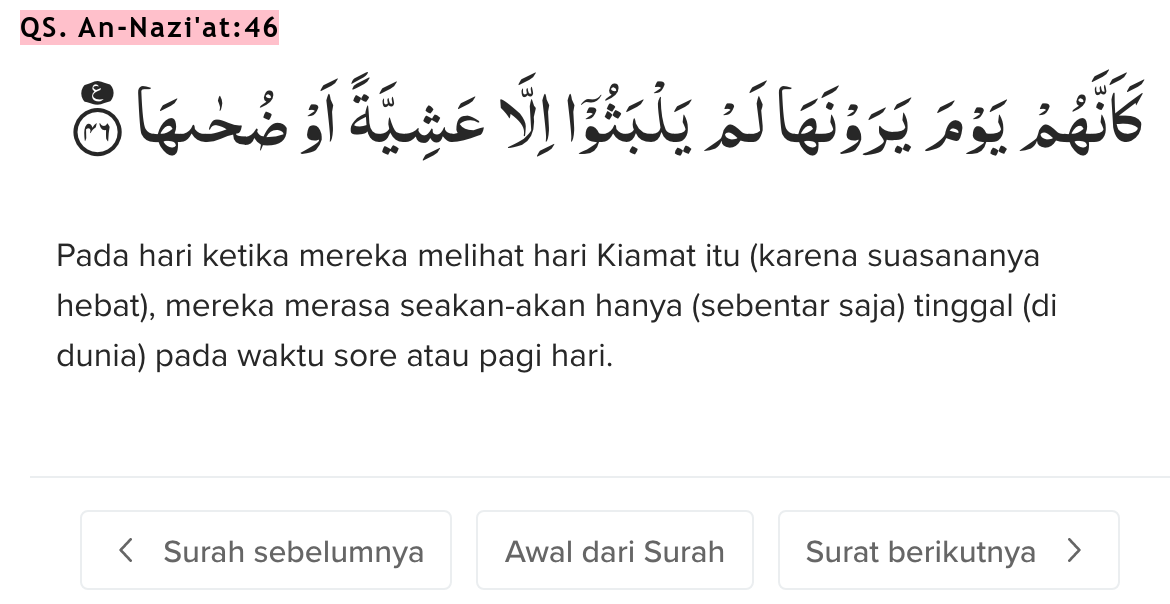 QS. An-Nazi'at:46
كَاَنَّهُمْ يَوْمَ يَرَوْنَهَا لَمْ يَلْبَثُوْٓا اِلَّا عَشِيَّةً اَوْ ضُحٰىهَا ࣖ ٤٦
Pada hari ketika mereka melihat hari Kiamat itu (karena suasananya
hebat), mereka merasa seakan-akan hanya (sebentar saja) tinggal (di
dunia) pada waktu sore atau pagi hari.
Surah sebelumnya
Awal dari Surah
Surat berikutnya